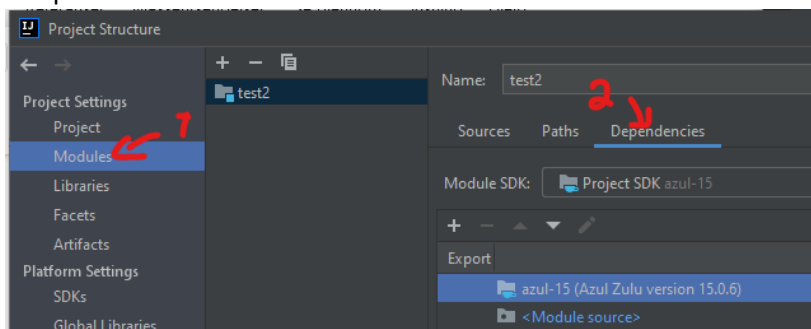 Project Structure
Name: test2
test2
Project Settings
Project
1
2
Sources Paths Dependencies
Modules
Libraries
Module SDK: Project SDK azul-15
Facets
Artifacts
Export
Platform Settings
SDKs
azul-15 (Azul Zulu version 15.0.6)
Global Libraries
<Module source>